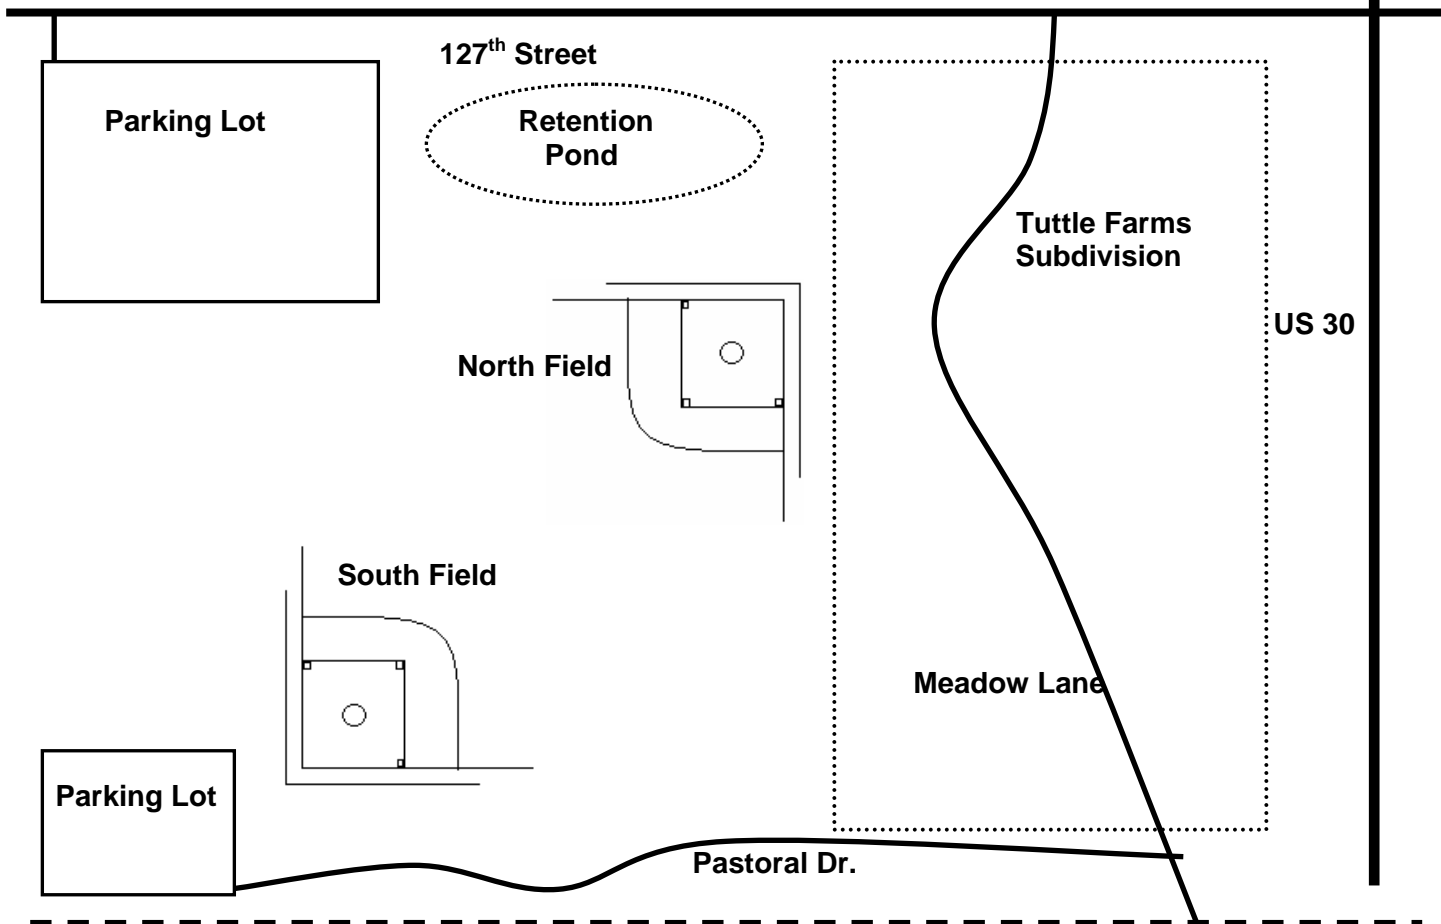 127th Street
Parking Lot
Retention
Pond
Tuttle Farms
Subdivision
US 30
North Field
South Field
Meadow Lane
Parking Lot
Pastoral Dr.